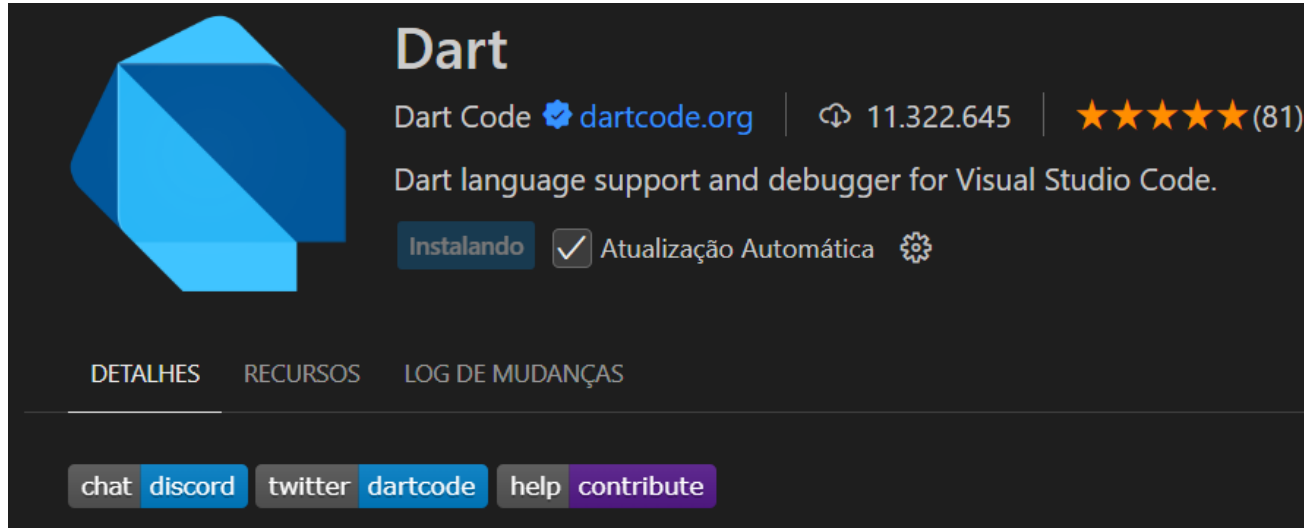 Dart
Dart Code dartcode.org 11.322.645 ★★★★★(81)
Dart language support and debugger for Visual Studio Code.
Instalando Atualização Automática
DETALHES RECURSOS LOG DE MUDANÇAS
chat discord twitter dartcode help contribute